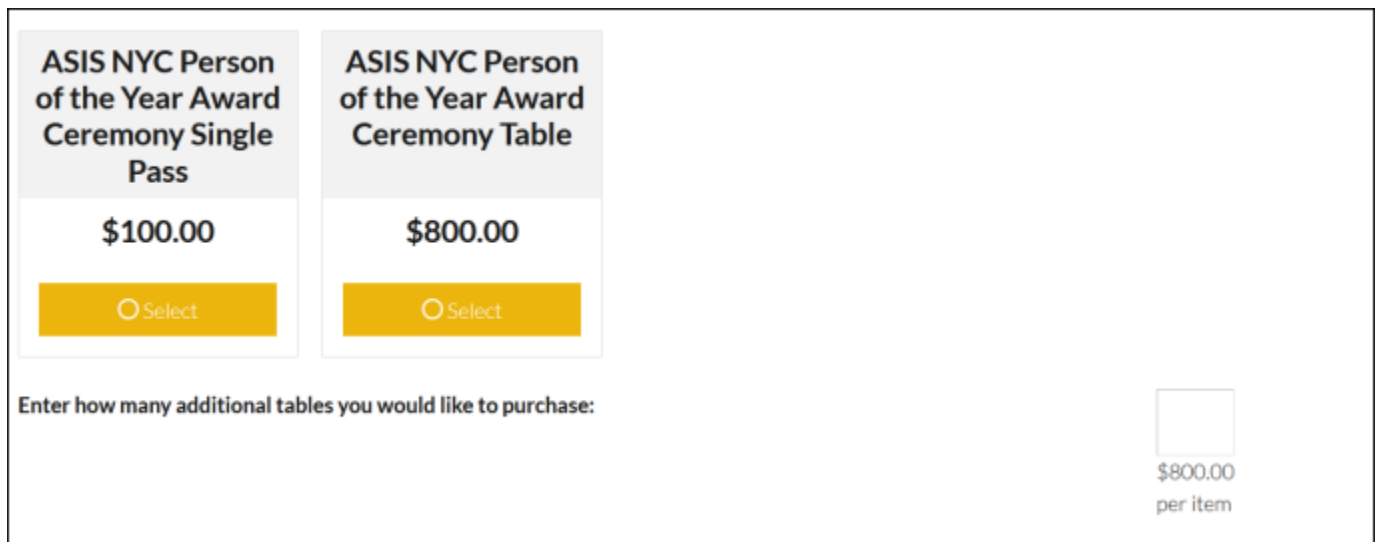 ASIS NYC Person
of the Year Award
Ceremony Single
Pass
$100.00
Select
ASIS NYC Person
of the Year Award
Ceremony Table
$800.00
Select
Enter how many additional tables you would like to purchase:
$800.00
per item